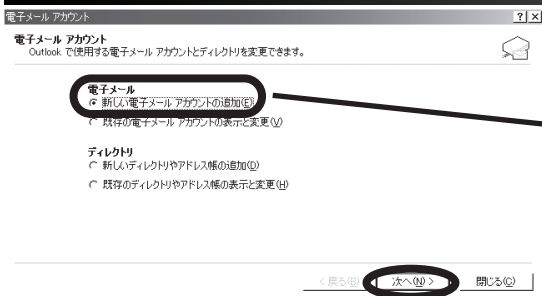 電子メール アカウント
電子メール アカウント
Outlook で使用する電子メール アカウントとディレクトリを変更できます。
電子メール
新しい電子メール アカウントの追加(E)
既存の電子メール アカウントの表示と変更(V)
ディレクトリ
新しいディレクトリやアドレス帳の追加(D)
既存のディレクトリやアドレス帳の表示と変更(H)
< 戻る(B) 次へ(N) > 閉じる(C)